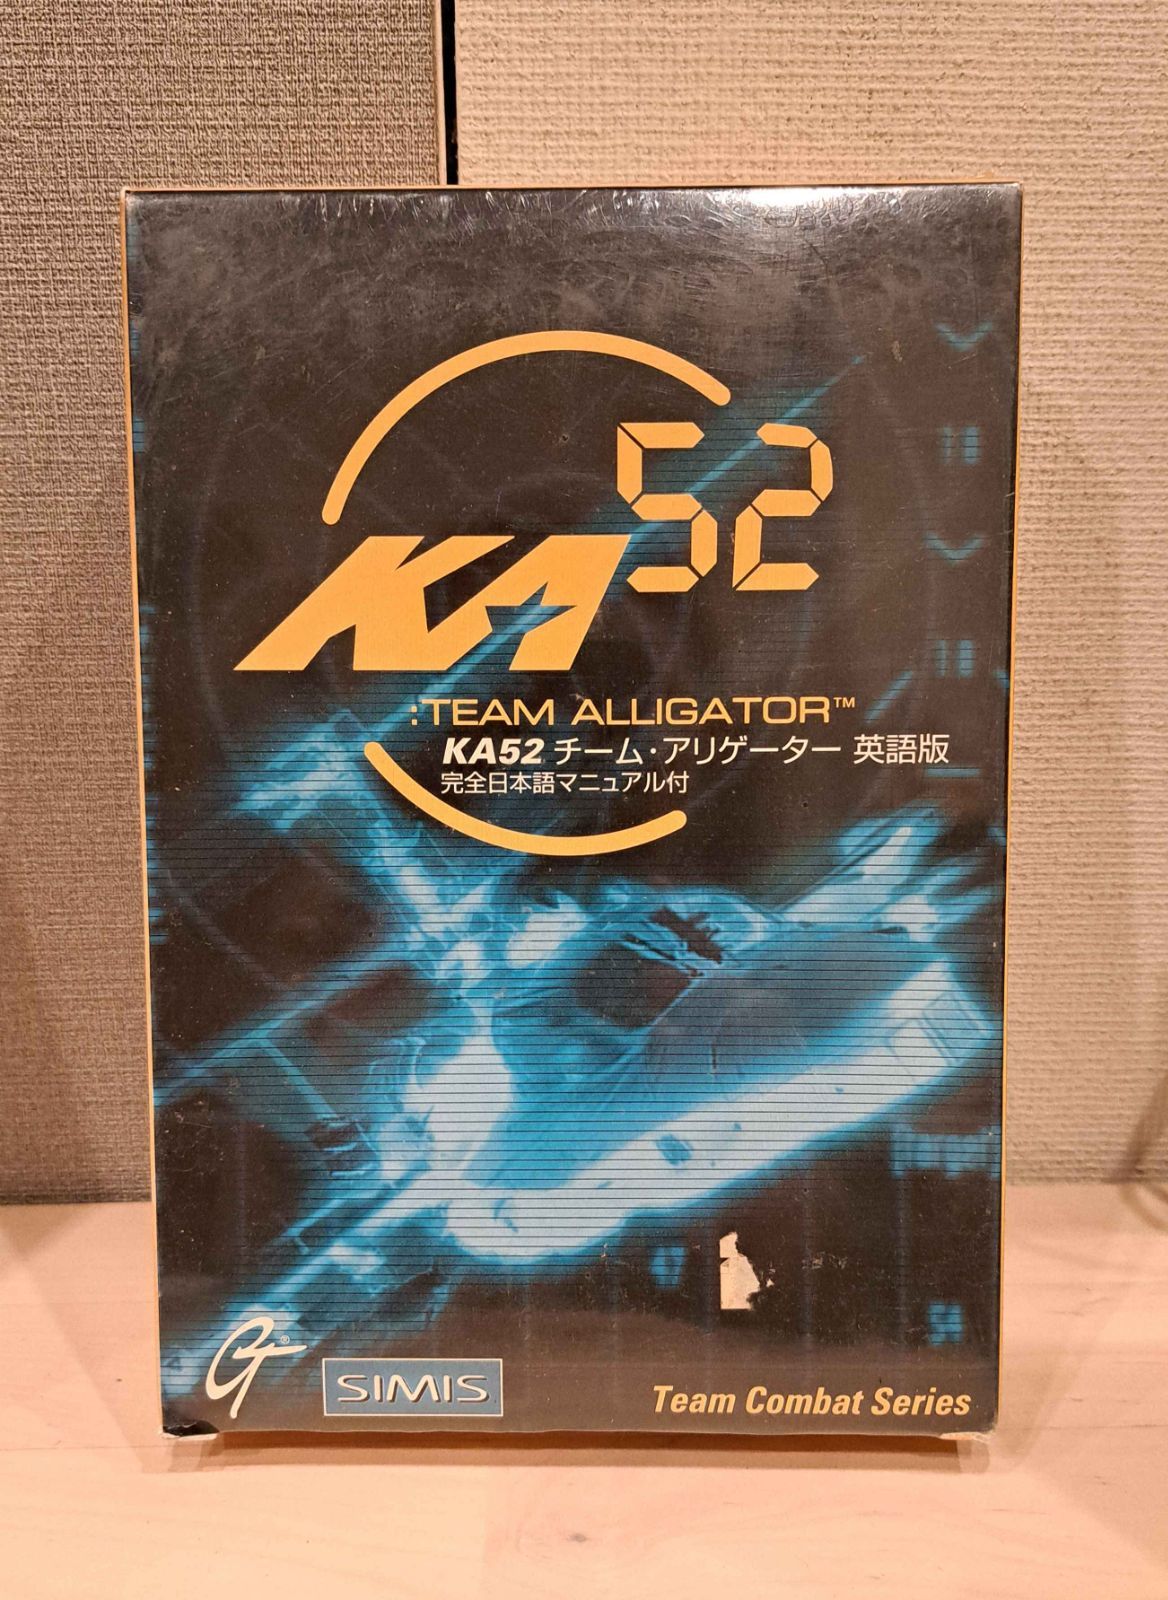 KA52
:TEAM ALLIGATOR™
KA52 チーム・アリゲーター 英語版
完全日本語マニュアル付
GT®
SIMIS
Team Combat Series